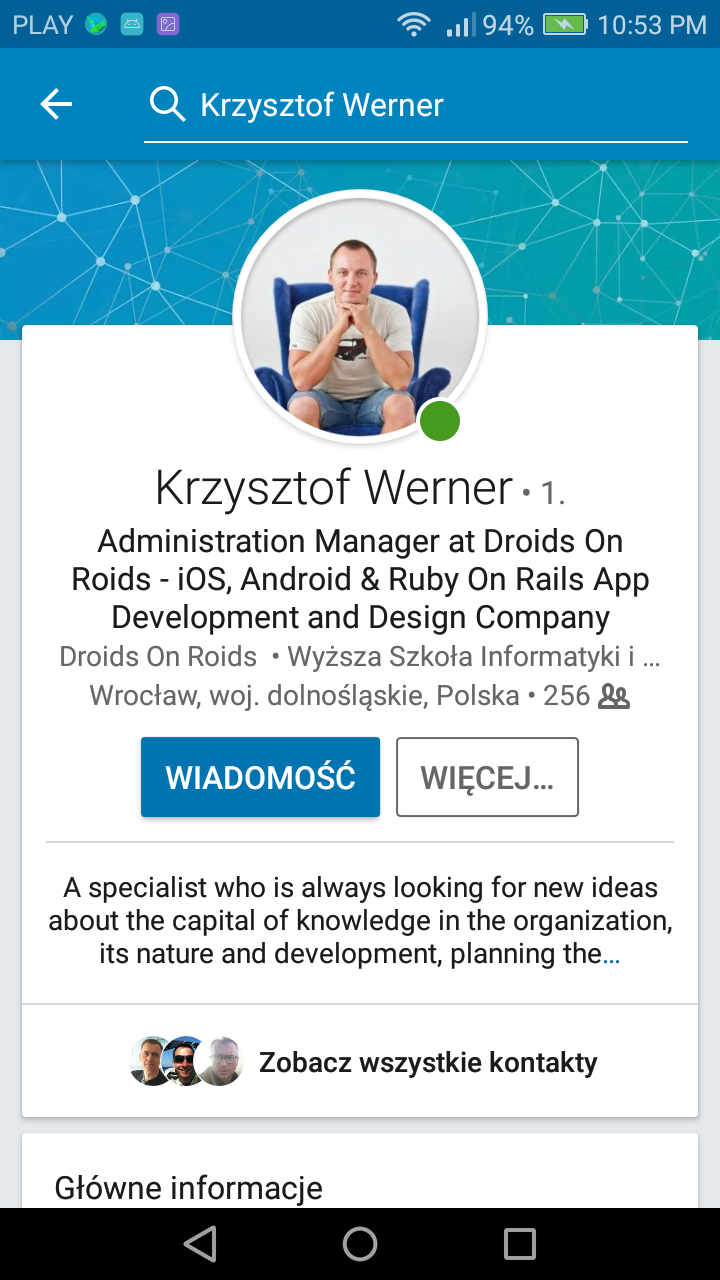 PLAY 94% 10:53 PM
Krzysztof Werner
Krzysztof Werner • 1.
Administration Manager at Droids On
Roids - iOS, Android & Ruby On Rails App
Development and Design Company
Droids On Roids • Wyższa Szkoła Informatyki i ...
Wrocław, woj. dolnośląskie, Polska • 256
WIADOMOŚĆ WIĘCEJ...
A specialist who is always looking for new ideas
about the capital of knowledge in the organization,
its nature and development, planning the...
Zobacz wszystkie kontakty
Główne informacje